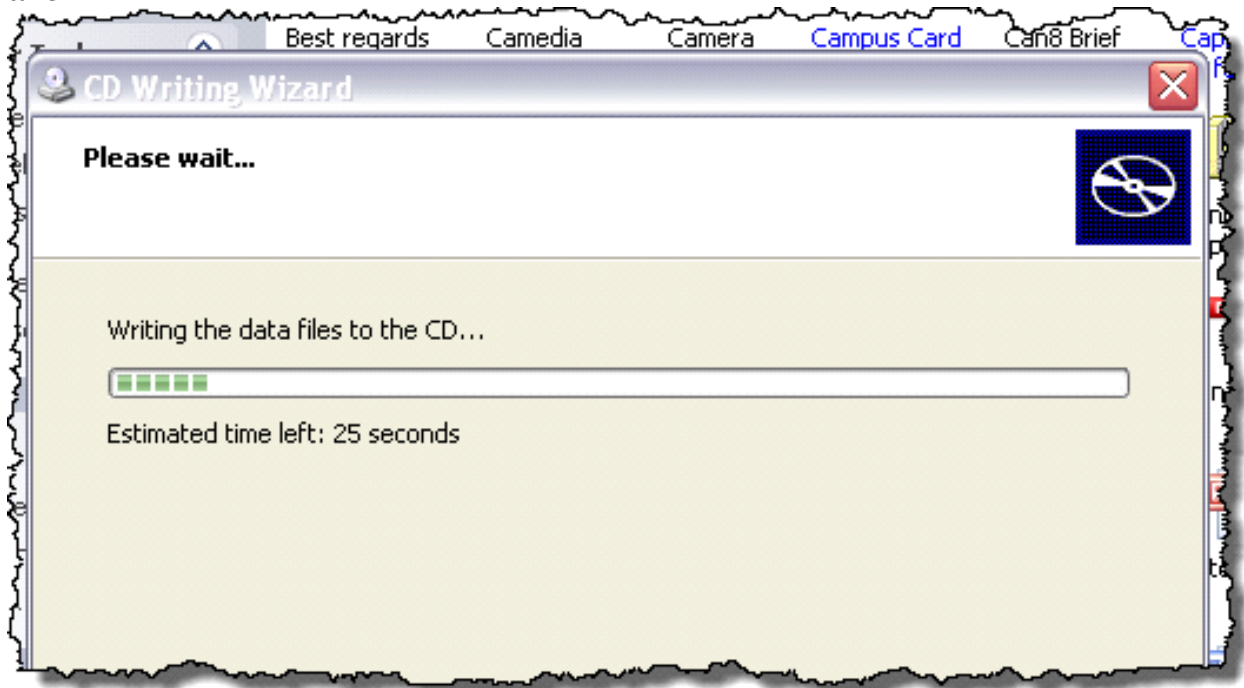 Best regards Camedia Camera Campus Card Can8 Brief Cap
CD Writing Wizard
Please wait...
Writing the data files to the CD...
Estimated time left: 25 seconds